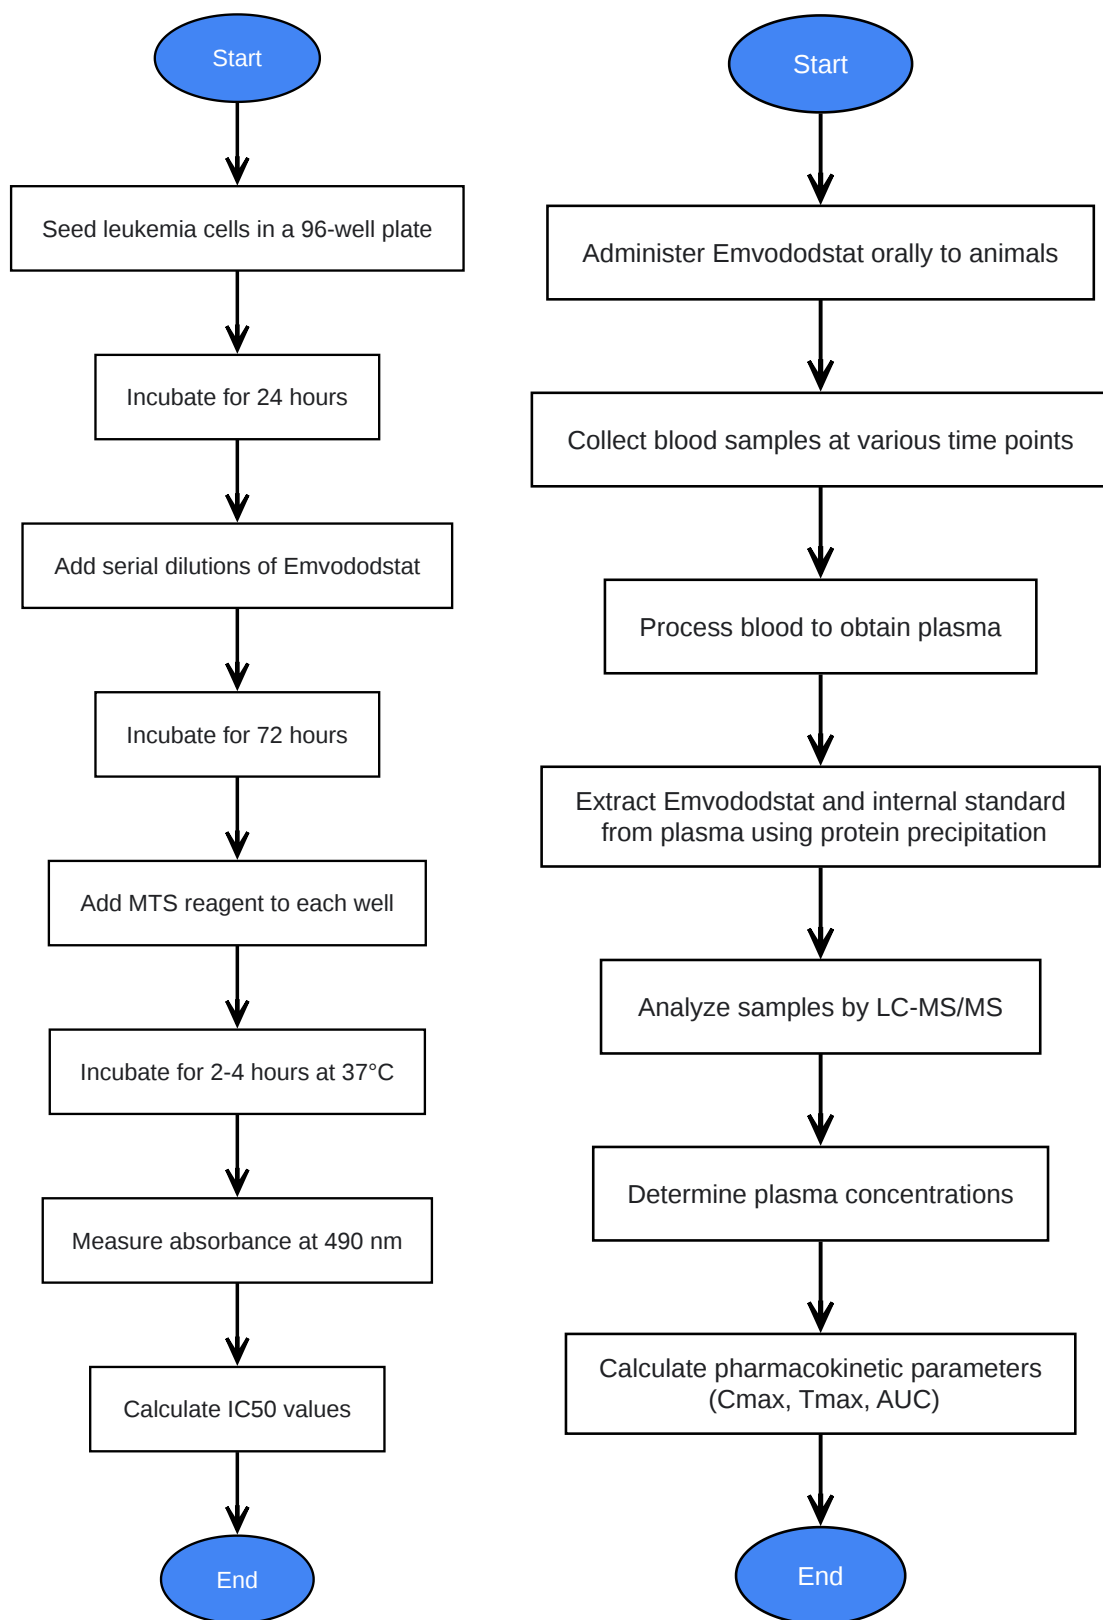 Start
Seed leukemia cells in a 96-well plate
Incubate for 24 hours
Add serial dilutions of Emvododstat
Incubate for 72 hours
Add MTS reagent to each well
Incubate for 2-4 hours at 37°C
Measure absorbance at 490 nm
Calculate IC50 values
End
Start
Administer Emvododstat orally to animals
Collect blood samples at various time points
Process blood to obtain plasma
Extract Emvododstat and internal standard
from plasma using protein precipitation
Analyze samples by LC-MS/MS
Determine plasma concentrations
Calculate pharmacokinetic parameters
(Cmax, Tmax, AUC)
End